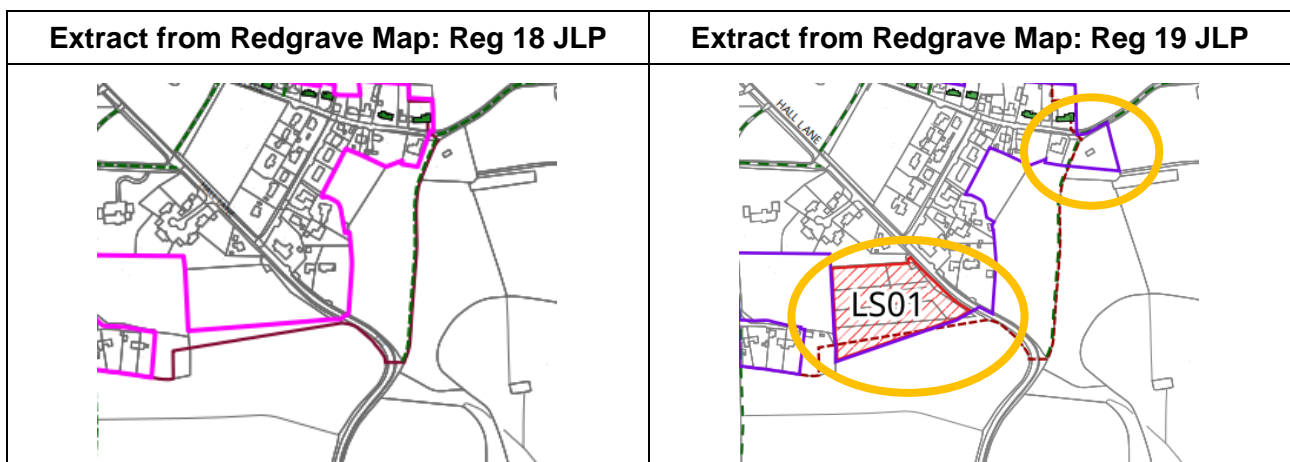 Extract from Redgrave Map: Reg 18 JLP
Extract from Redgrave Map: Reg 19 JLP
HALL LANE
LS01